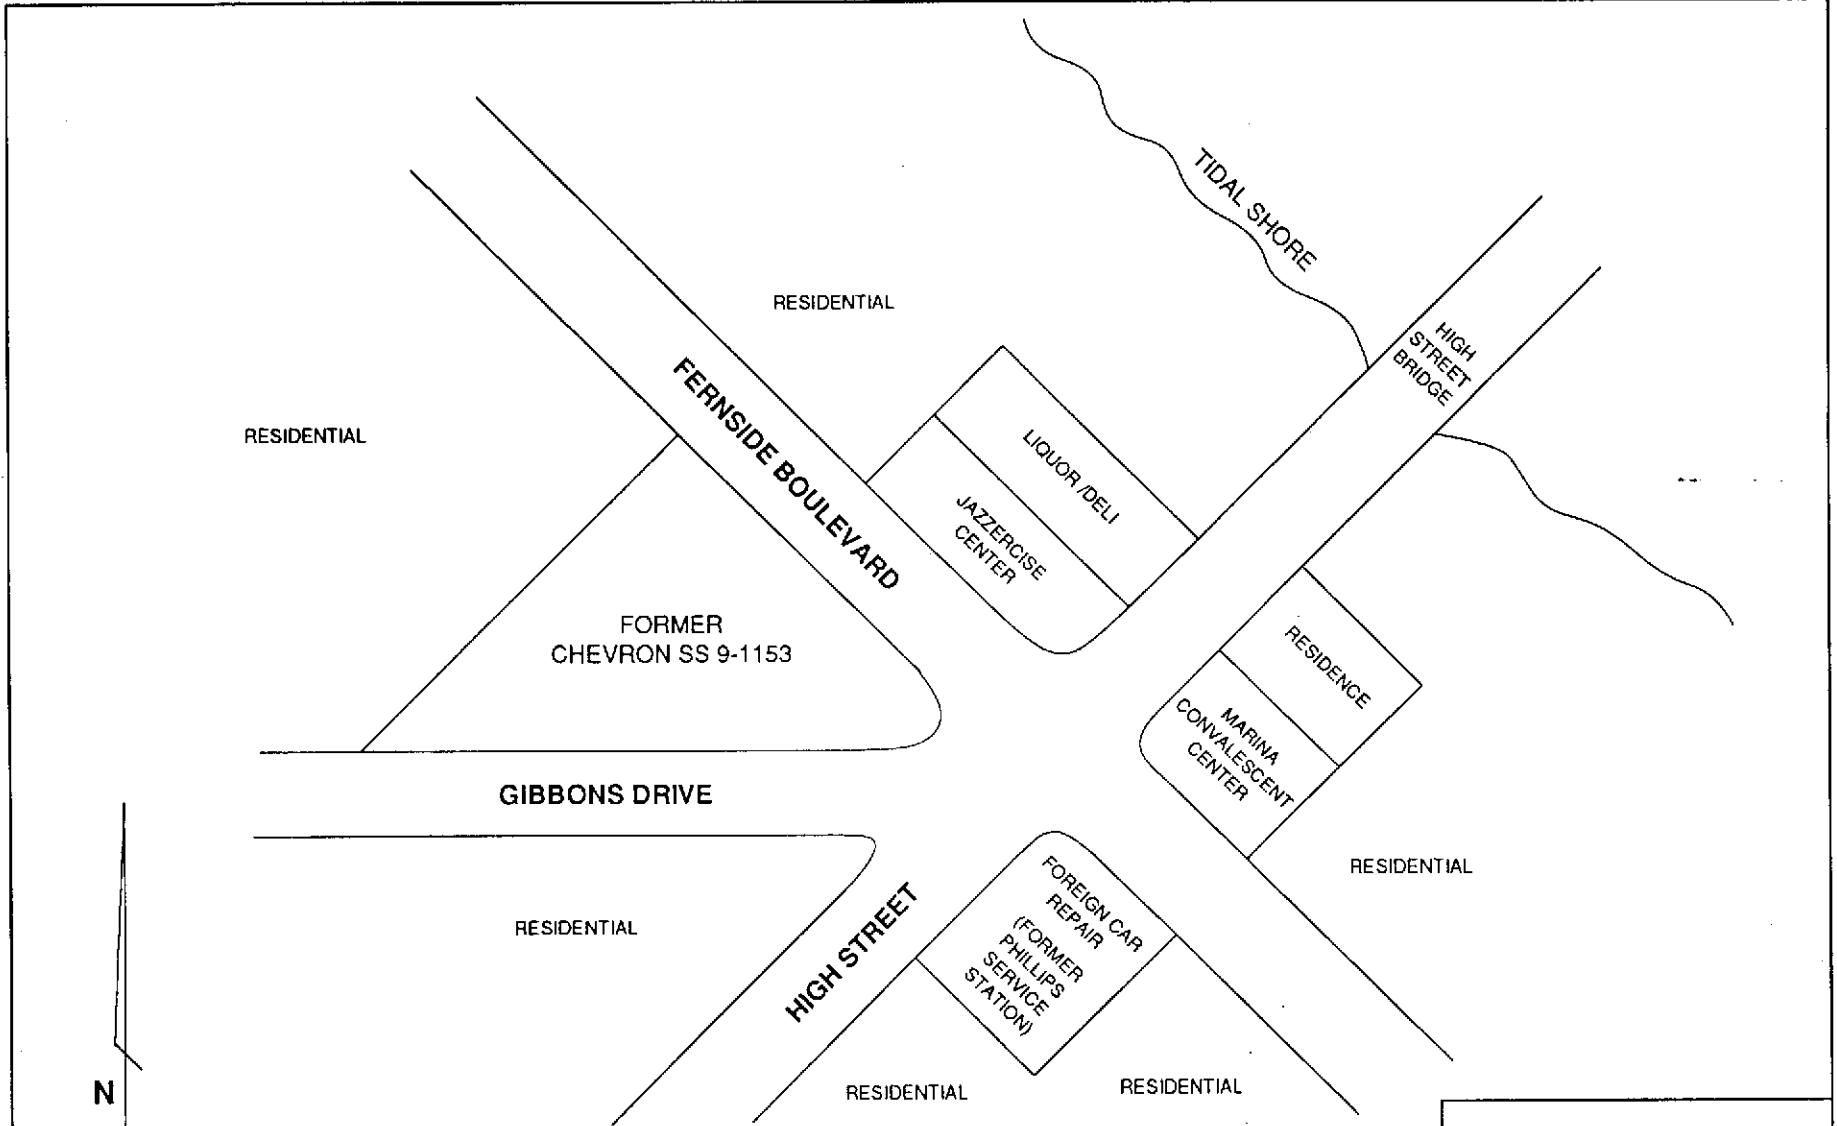 TIDAL SHORE
RESIDENTIAL
HIGH
STREET
BRIDGE
RESIDENTIAL
FERNSIDE BOULEVARD
LIQUOR /DELI
JAZZERCISE
CENTER
FORMER
CHEVRON SS 9-1153
RESIDENCE
MARINA
CONVALESCENT
CENTER
GIBBONS DRIVE
RESIDENTIAL
FOREIGN CAR
REPAIR
(FORMER
PHILLIPS
SERVICE
STATION)
RESIDENTIAL
HIGH STREET
N
RESIDENTIAL
RESIDENTIAL